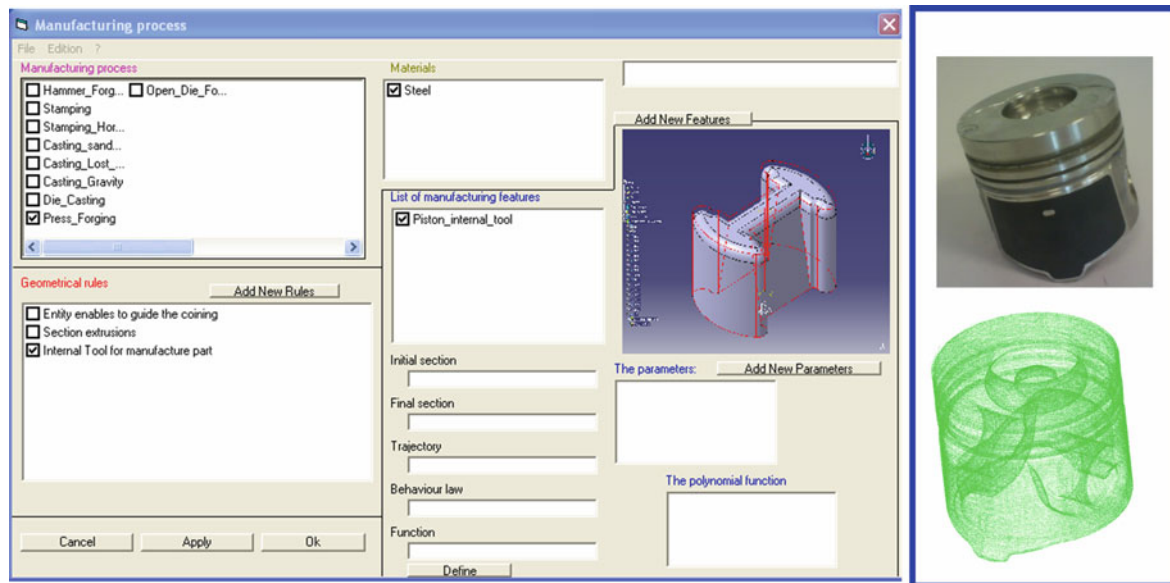 Manufacturing process
File Edition ?
Manufacturing process
Hammer_Forg... Open_Die_Fo...
Stamping
Stamping_Hor...
Casting_sand...
Casting_Lost_...
Casting_Gravity
Die_Casting
Press_Forging
Geometrical rules
Add New Rules
Entity enables to guide the coining
Section extrusions
Internal Tool for manufacture part
Cancel Apply Ok
Materials
Steel
List of manufacturing features
Piston_internal_tool
Initial section
Final section
Trajectory
Behaviour law
Function
Define
Add New Features
The parameters: Add New Parameters
The polynomial function